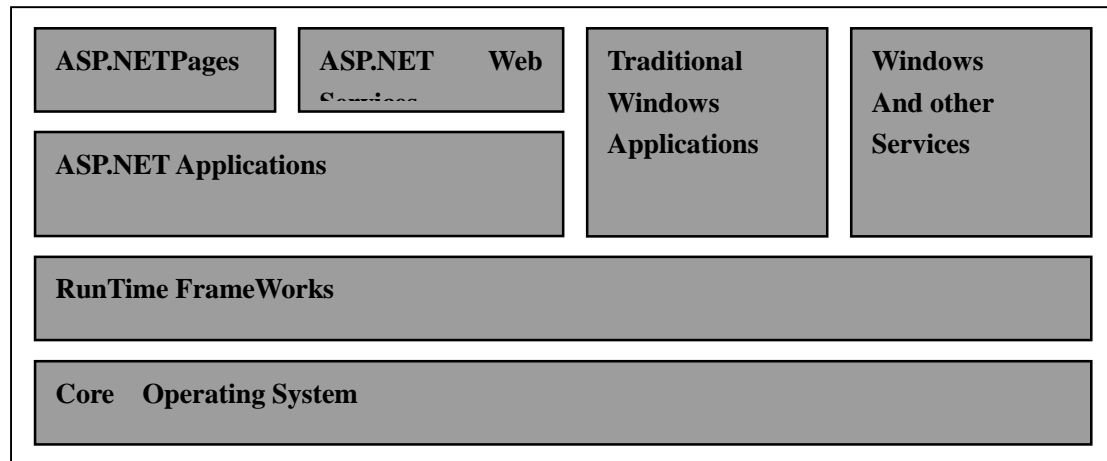 ASP.NETPages
ASP.NET Web
Services
Traditional
Windows
Applications
Windows
And other
Services
ASP.NET Applications
RunTime FrameWorks
Core Operating System